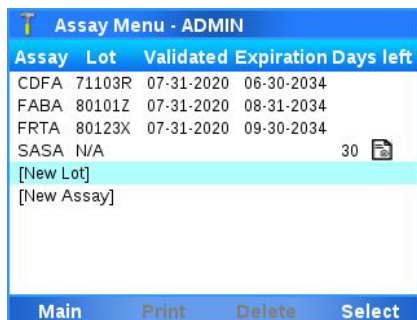 Assay Menu - ADMIN
Assay Lot Validated Expiration Days left
CDFA 71103R 07-31-2020 06-30-2034
FABA 80101Z 07-31-2020 08-31-2034
FRTA 80123X 07-31-2020 09-30-2034
SASA N/A 30
[New Lot]
[New Assay]
Main Print Delete Select